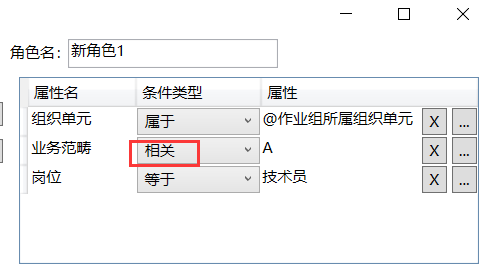 角色名：新角色1
属性名 条件类型 属性
组织单元 属于 @作业组所属组织单元 X ...
业务范畴 相关 A X ...
岗位 等于 技术员 X ...